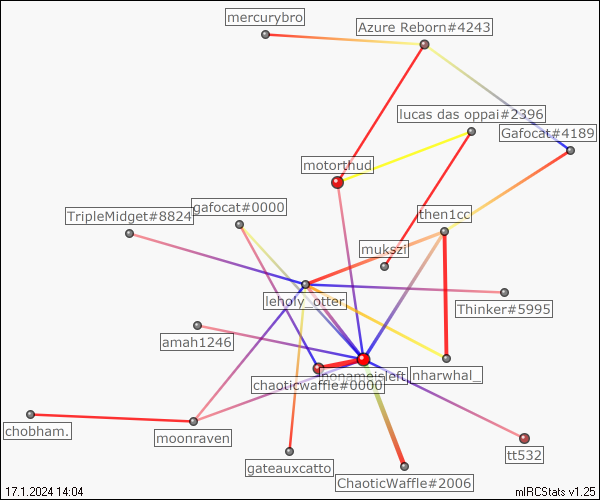 mercurybro
Azure Reborn#4243
lucas das oppai#2396
Gafocat#4189
motorthud
gafocat#0000
TripleMidget#8824
then1cc
mukszi
leholy_otter
Thinker#5995
amah1246
nonameisleft
nharwhal_
chaoticwaffle#0000
chobham.
moonraven
tt532
gateauxcatto
ChaoticWaffle#2006
17.1.2024 14:04
mIRCStats v1.25